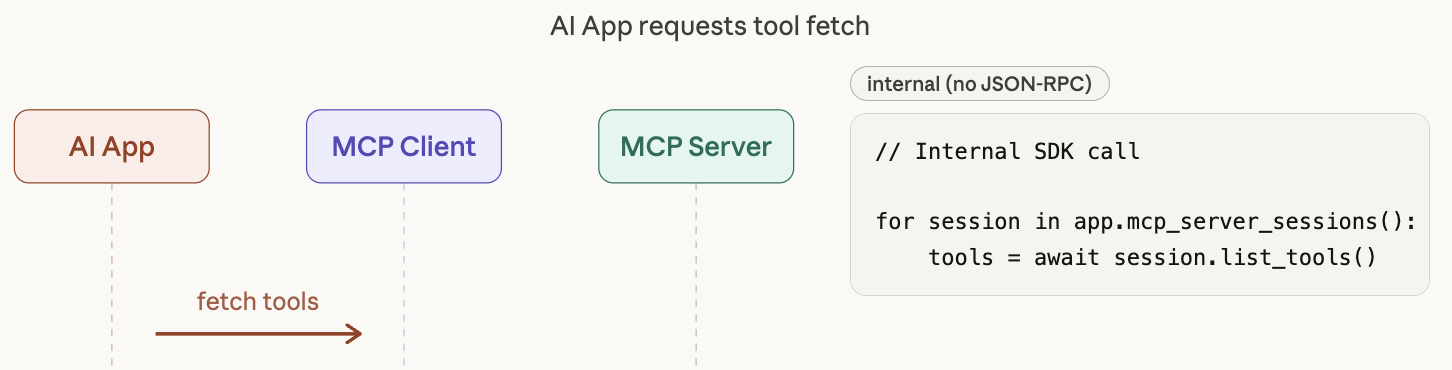 AI App requests tool fetch
internal (no JSON-RPC)
AI App
MCP Client
MCP Server
// Internal SDK call
for session in app.mcp_server_sessions():
    tools = await session.list_tools()
fetch tools